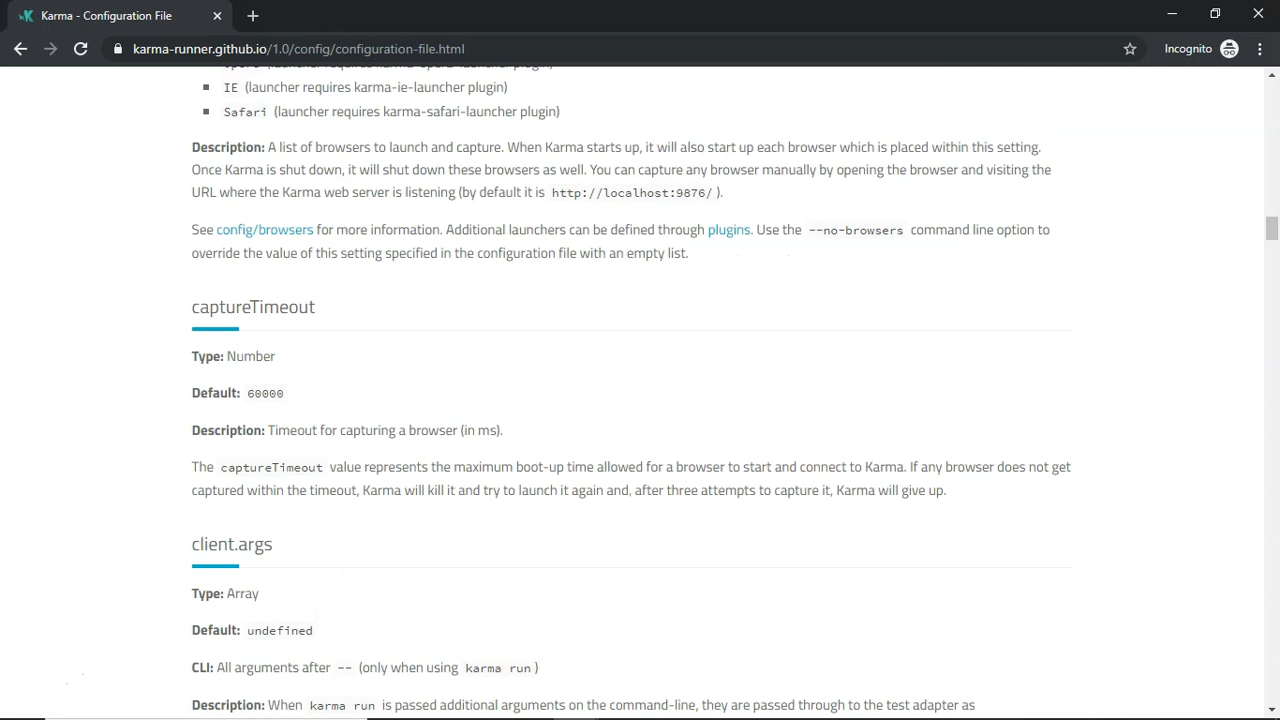 Karma - Configuration File
karma-runner.github.io/1.0/config/configuration-file.html
Incognito
IE (launcher requires karma-ie-launcher plugin)
Safari (launcher requires karma-safari-launcher plugin)
Description: A list of browsers to launch and capture. When Karma starts up, it will also start up each browser which is placed within this setting.
Once Karma is shut down, it will shut down these browsers as well. You can capture any browser manually by opening the browser and visiting the
URL where the Karma web server is listening (by default it is http://localhost:9876/ ).
See config/browsers for more information. Additional launchers can be defined through plugins. Use the --no-browsers command line option to
override the value of this setting specified in the configuration file with an empty list.
captureTimeout
Type: Number
Default: 60000
Description: Timeout for capturing a browser (in ms).
The captureTimeout value represents the maximum boot-up time allowed for a browser to start and connect to Karma. If any browser does not get
captured within the timeout, Karma will kill it and try to launch it again and, after three attempts to capture it, Karma will give up.
client.args
Type: Array
Default: undefined
CLI: All arguments after -- (only when using karma run )
Description: When karma run is passed additional arguments on the command-line, they are passed through to the test adapter as